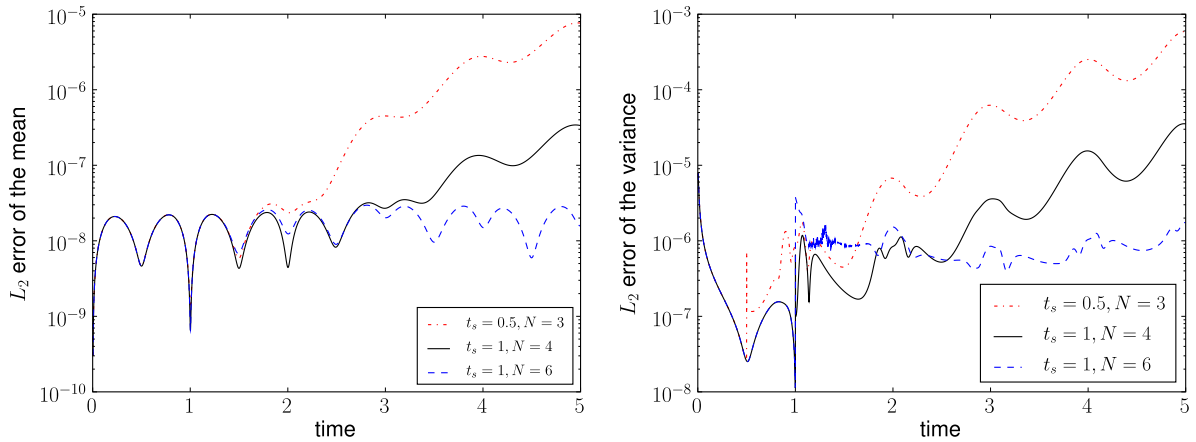 L₂ error of the mean
10⁻⁵
10⁻⁶
10⁻⁷
10⁻⁸
10⁻⁹
10⁻¹⁰
0 1 2 3 4 5
time
t_s = 0.5, N = 3
t_s = 1, N = 4
t_s = 1, N = 6
L₂ error of the variance
10⁻³
10⁻⁴
10⁻⁵
10⁻⁶
10⁻⁷
10⁻⁸
0 1 2 3 4 5
time
t_s = 0.5, N = 3
t_s = 1, N = 4
t_s = 1, N = 6